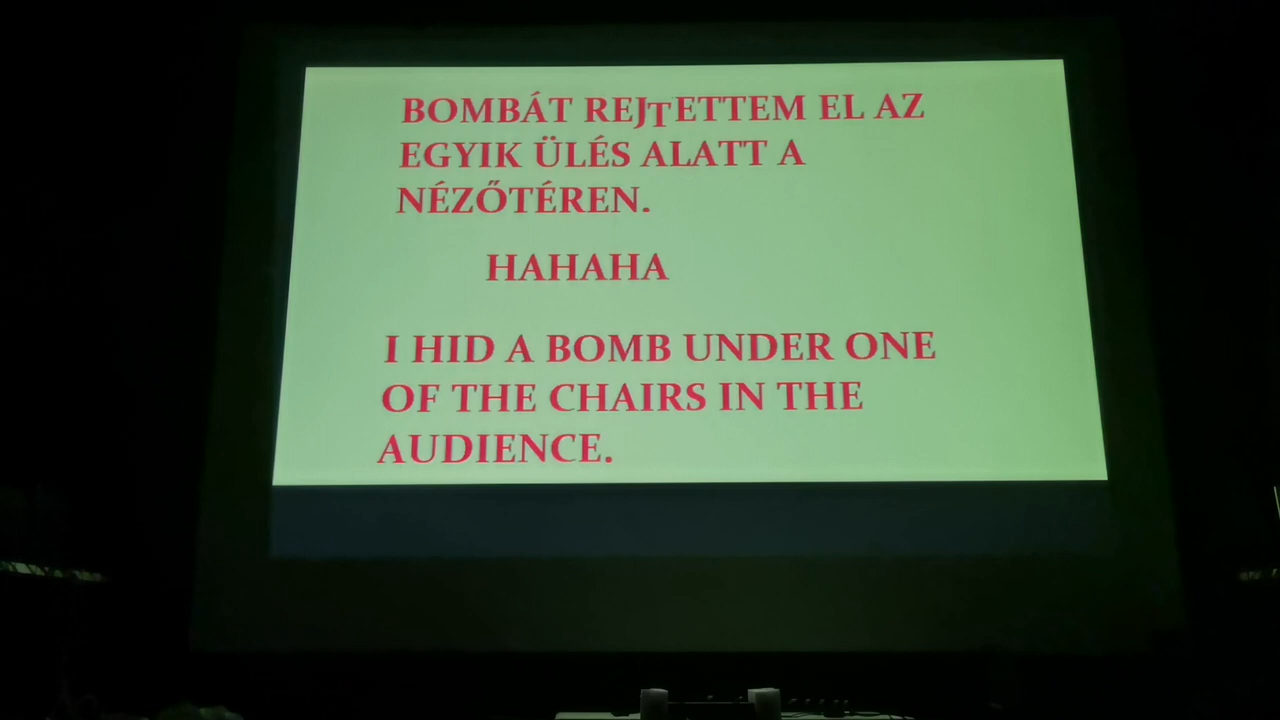 BOMBÁT REJTETTEM EL AZ
EGYIK ÜLÉS ALATT A
NÉZŐTÉREN.
HAHAHA
I HID A BOMB UNDER ONE
OF THE CHAIRS IN THE
AUDIENCE.